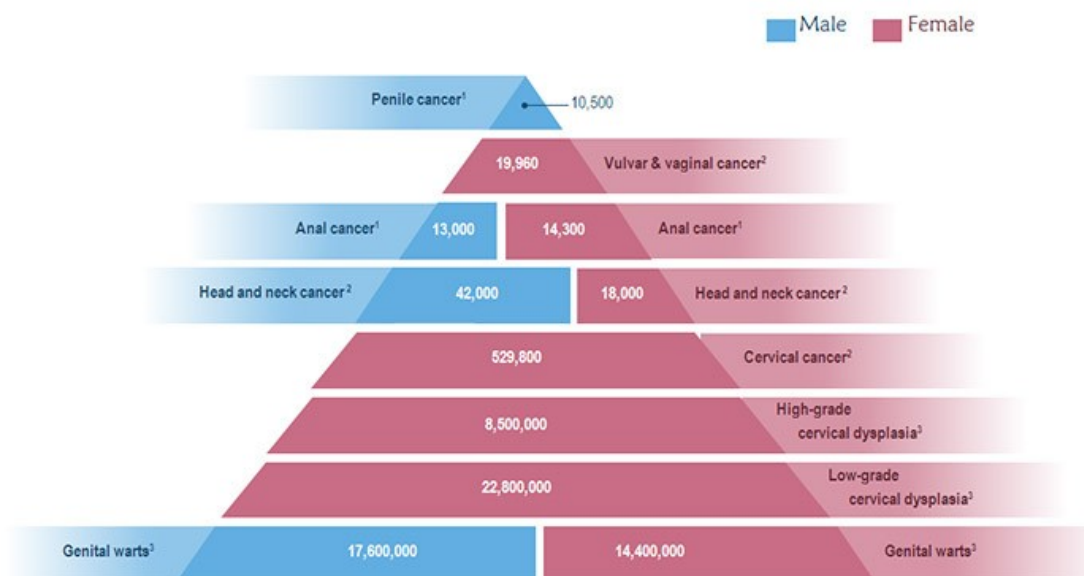 Male Female
Penile cancer¹ 10,500
19,960 Vulvar & vaginal cancer²
Anal cancer¹ 13,000 14,300 Anal cancer¹
Head and neck cancer² 42,000 18,000 Head and neck cancer²
529,800 Cervical cancer²
8,500,000 High-grade
cervical dysplasia³
22,800,000 Low-grade
cervical dysplasia³
Genital warts³ 17,600,000 14,400,000 Genital warts³